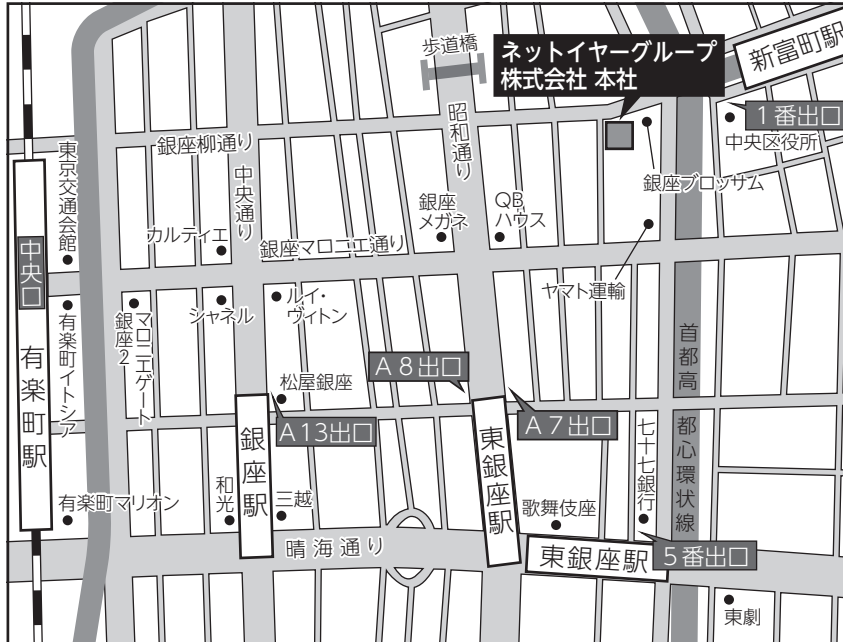 歩道橋
ネットイヤーグループ
株式会社 本社
新富町駅
1番出口
中央区役所
昭和通り
銀座柳通り
中央通り
東京交通会館
銀座ブロッサム
銀座
メガネ
QB
ハウス
カルティエ
銀座マロニエ通り
中央口
有楽町駅
ヤマト運輸
シャネル
ルイ・
ヴィトン
マロニエゲート
銀座2
有楽町イトシア
首都高
都心環状線
A8出口
松屋銀座
A7出口
A13出口
銀座駅
東銀座駅
七十七銀行
有楽町マリオン
和光
三越
歌舞伎座
晴海通り
東銀座駅
5番出口
東劇